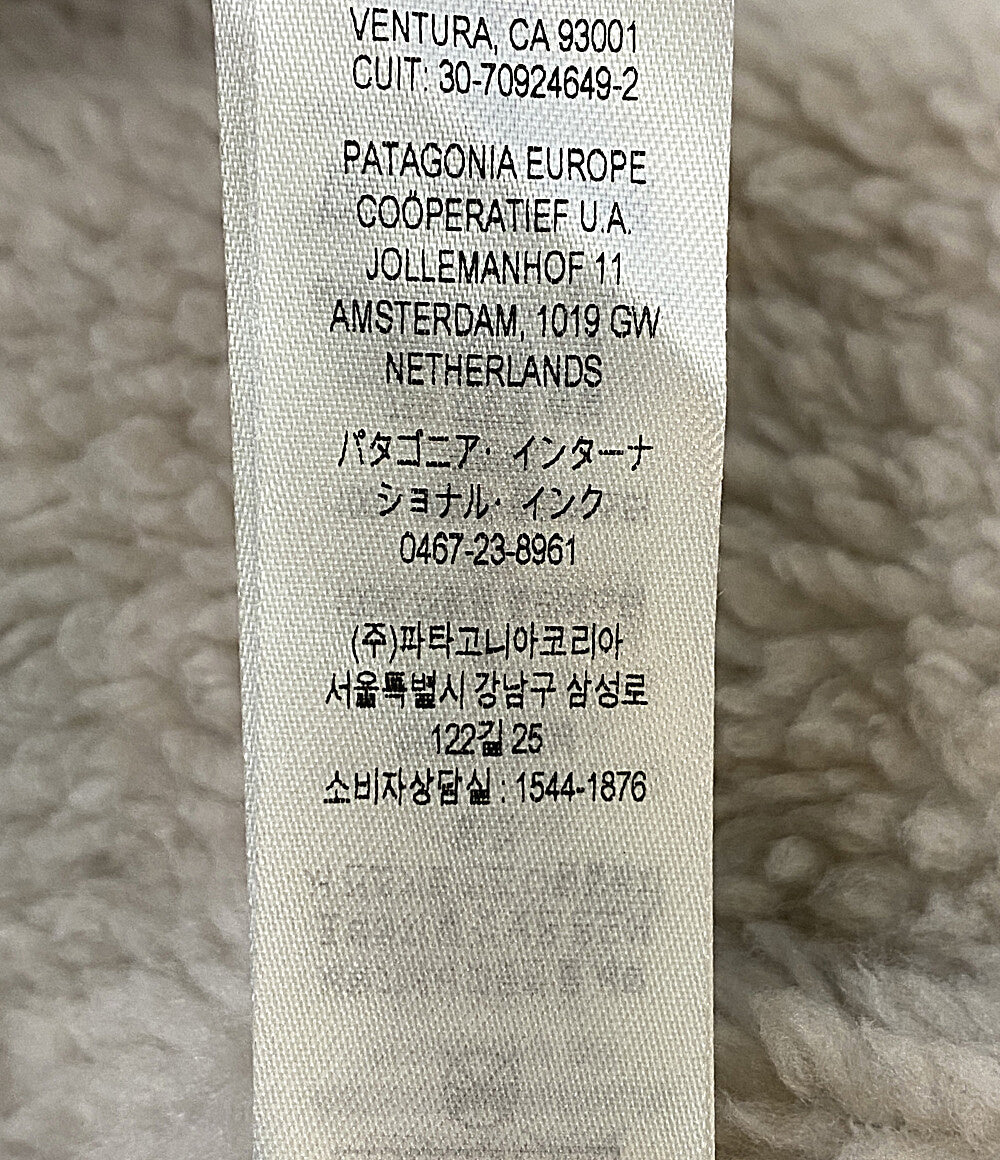 VENTURA, CA 93001
CUIT: 30-70924649-2
PATAGONIA EUROPE
COÖPERATIEF U.A.
JOLLEMANHOF 11
AMSTERDAM, 1019 GW
NETHERLANDS
パタゴニア・インターナ
ショナル・インク
0467-23-8961
(주)파타고니아코리아
서울특별시 강남구 삼성로
122길 25
소비자상담실 : 1544-1876